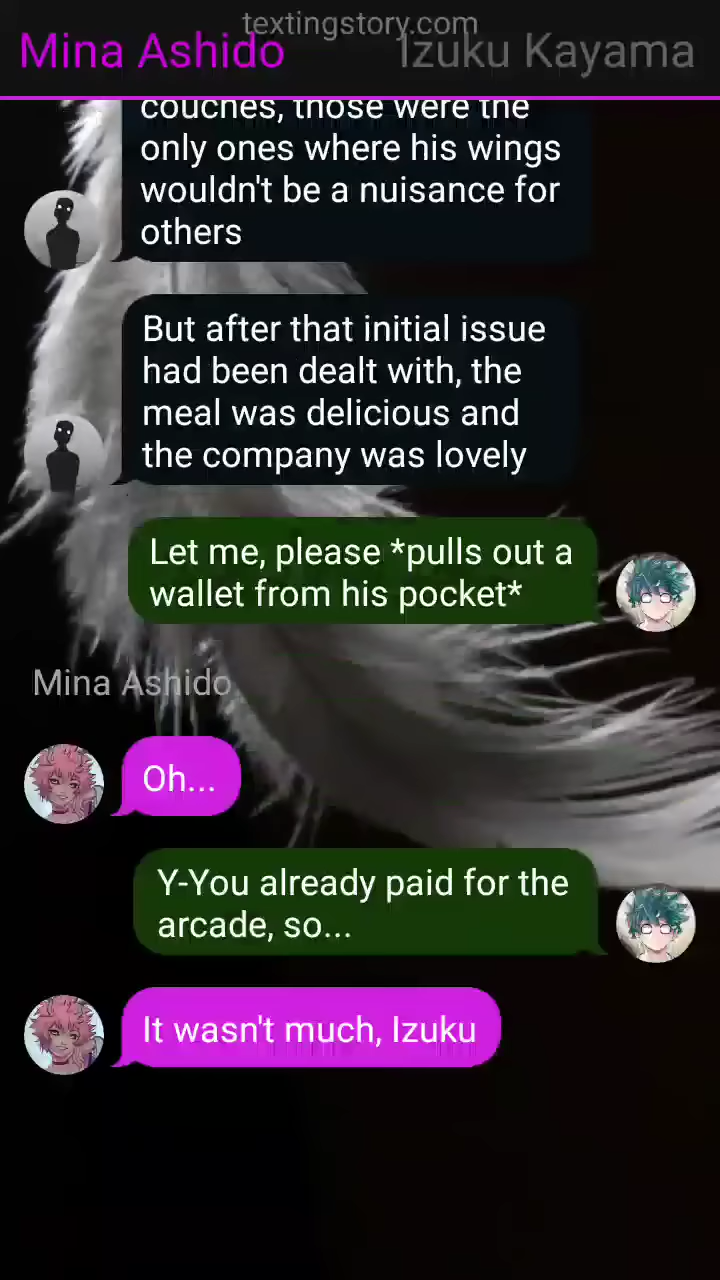 textingstory.com
Mina Ashido
Izuku Kayama
couches, those were the
only ones where his wings
wouldn't be a nuisance for
others
But after that initial issue
had been dealt with, the
meal was delicious and
the company was lovely
Let me, please *pulls out a
wallet from his pocket*
Mina Ashido
Oh...
Y-You already paid for the
arcade, so...
It wasn't much, Izuku